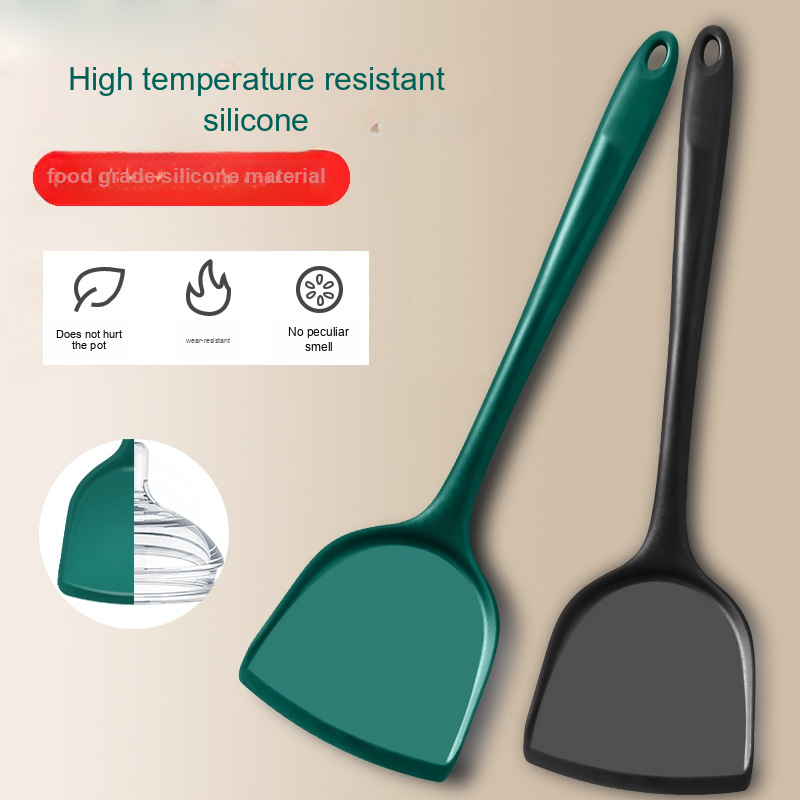 High temperature resistant
silicone
food grade silicone material
Does not hurt
the pot
wear-resistant
No peculiar
smell